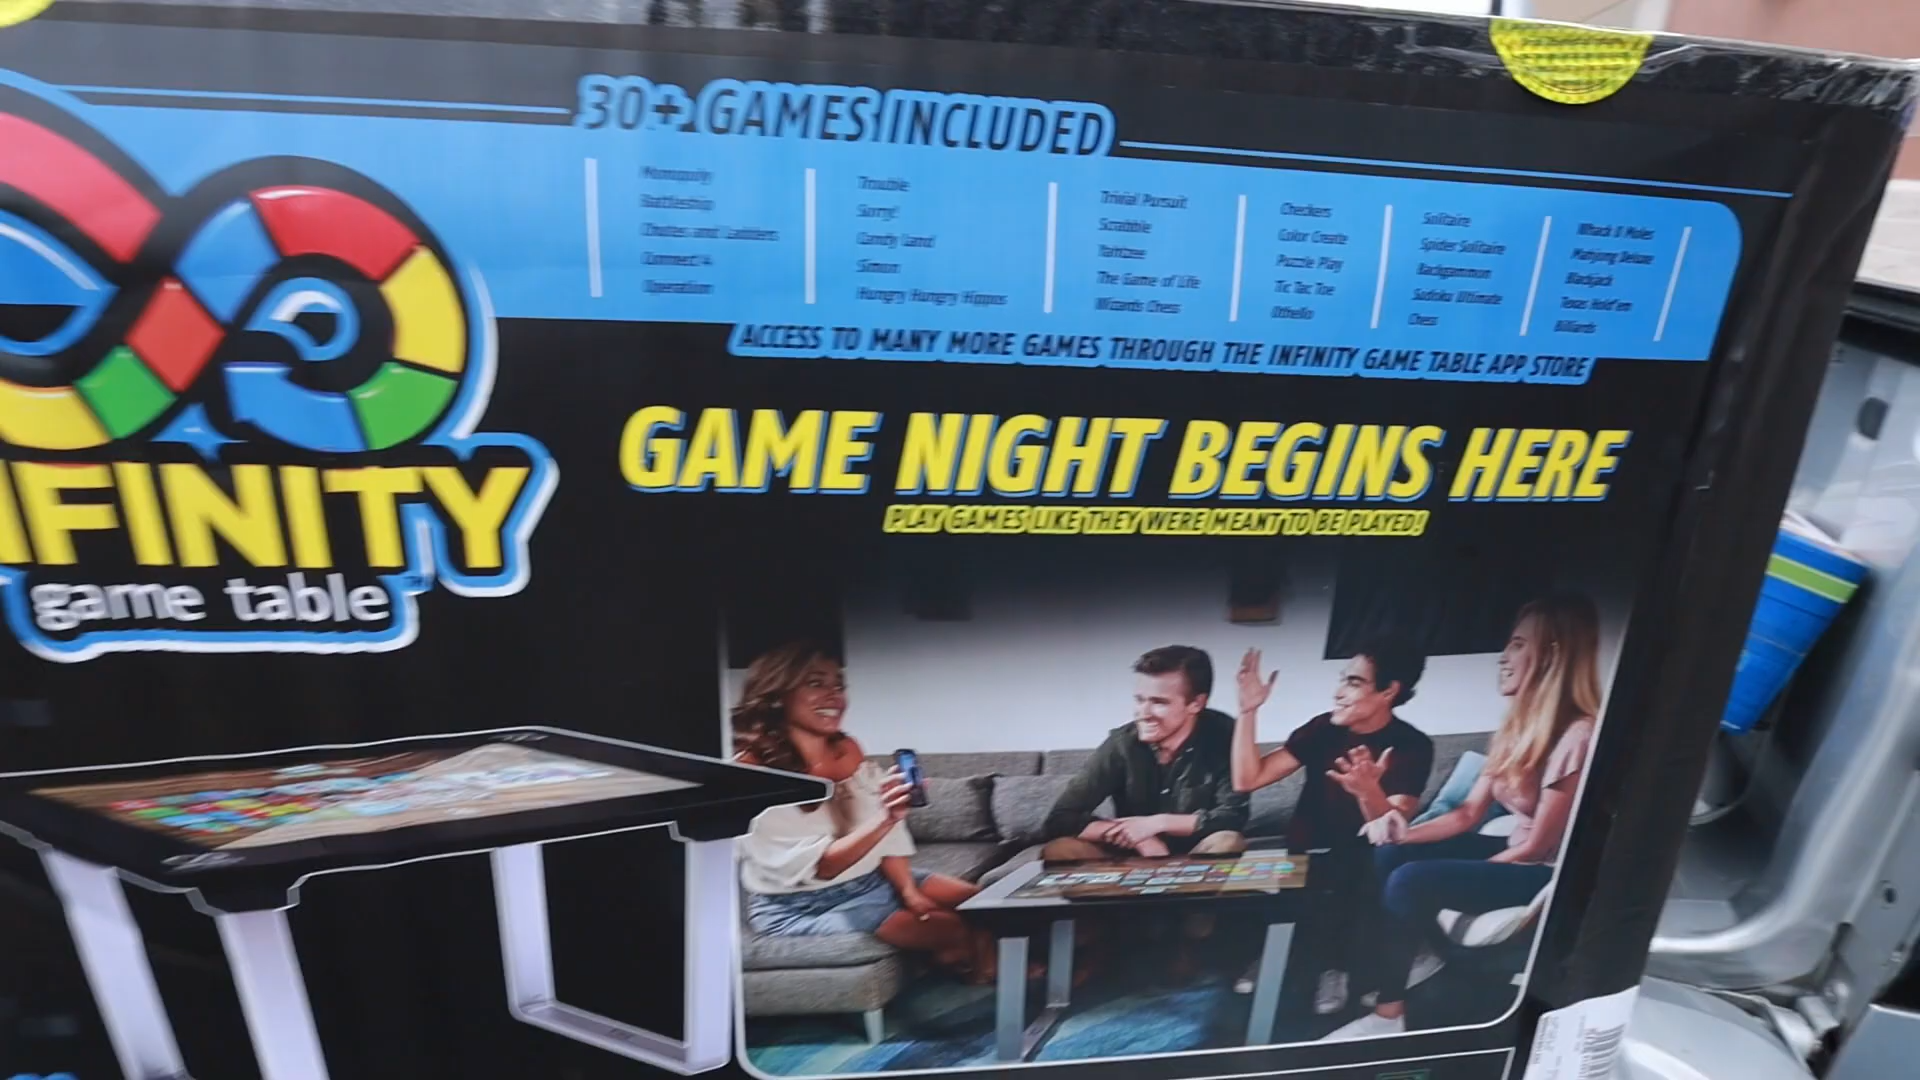 30+ GAMES INCLUDED
Monopoly
Battleship
Chutes and Ladders
Connect 4
Operation
Trouble
Sorry!
Candy Land
Simon
Hungry Hungry Hippos
Trivial Pursuit
Scrabble
Yahtzee
The Game of Life
Wizards Chess
Checkers
Color Create
Puzzle Play
Tic Tac Toe
Othello
Solitaire
Spider Solitaire
Backgammon
Sudoku Ultimate
Chess
Whack A Moles
Mahjong Deluxe
Blackjack
Texas Hold'em
Billiards
ACCESS TO MANY MORE GAMES THROUGH THE INFINITY GAME TABLE APP STORE
NFINITY
game table™
GAME NIGHT BEGINS HERE
PLAY GAMES LIKE THEY WERE MEANT TO BE PLAYED!